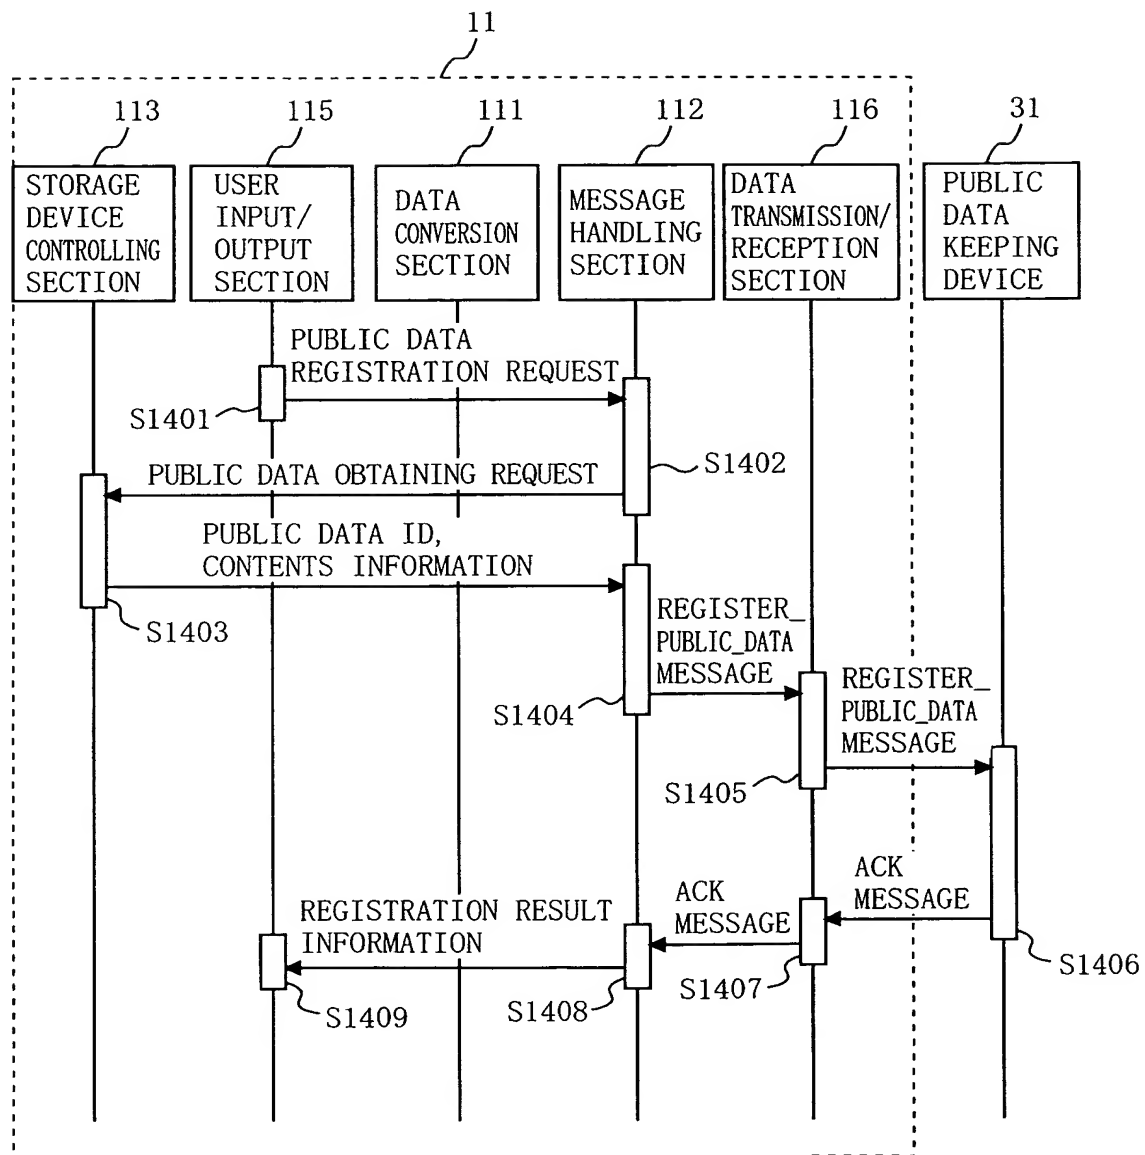 11
113
115
111
112
116
31
STORAGE
DEVICE
CONTROLLING
SECTION
USER
INPUT/
OUTPUT
SECTION
DATA
CONVERSION
SECTION
MESSAGE
HANDLING
SECTION
DATA
TRANSMISSION/
RECEPTION
SECTION
PUBLIC
DATA
KEEPING
DEVICE
PUBLIC DATA
REGISTRATION REQUEST
S1401
S1402
PUBLIC DATA OBTAINING REQUEST
PUBLIC DATA ID,
CONTENTS INFORMATION
S1403
REGISTER_
PUBLIC_DATA
MESSAGE
S1404
REGISTER_
PUBLIC_DATA
MESSAGE
S1405
ACK
MESSAGE
S1406
ACK
MESSAGE
S1407
REGISTRATION RESULT
INFORMATION
S1408
S1409